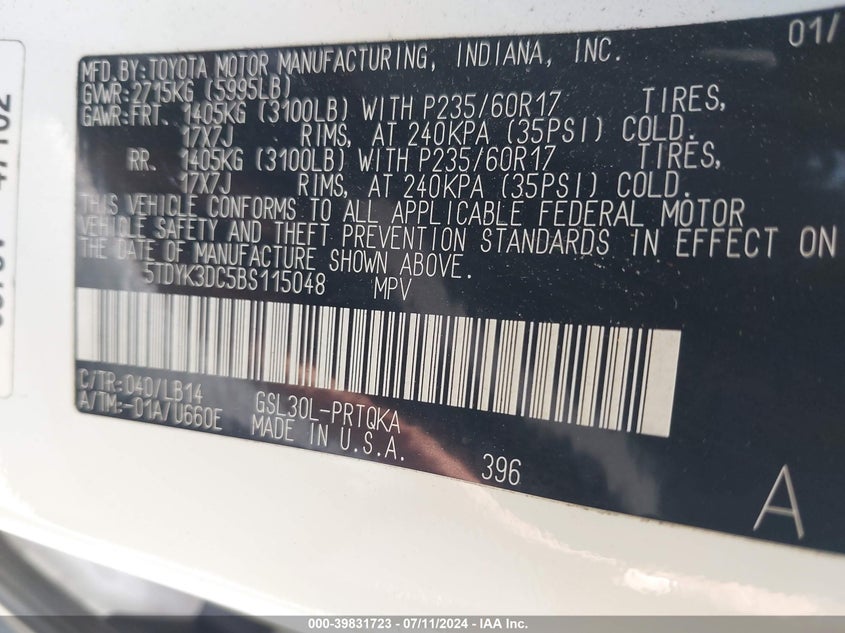 01/
MFD.BY:TOYOTA MOTOR MANUFACTURING, INDIANA, INC.
GVWR:2715KG (5995LB)
GAWR:FRT. 1405KG (3100LB) WITH P235/60R17 TIRES,
17X7J RIMS, AT 240KPA (35PSI) COLD.
RR. 1405KG (3100LB) WITH P235/60R17 TIRES,
17X7J RIMS, AT 240KPA (35PSI) COLD.
THIS VEHICLE CONFORMS TO ALL APPLICABLE FEDERAL MOTOR
VEHICLE SAFETY AND THEFT PREVENTION STANDARDS IN EFFECT ON
THE DATE OF MANUFACTURE SHOWN ABOVE.
5TDYK3DC5BS115048 MPV
C/TR:040/LB14 GSL30L-PRTQKA
A/TM:-01A/U660E MADE IN U.S.A.
396
A
000-39831723 - 07/11/2024 - IAA Inc.